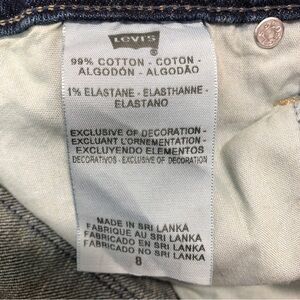 LEVI'S
99% COTTON - COTON -
ALGODÓN - ALGODÃO
1% ELASTANE - ELASTHANNE -
ELASTANO
EXCLUSIVE OF DECORATION -
EXCLUANT L'ORNEMENTATION -
EXCLUYENDO ELEMENTOS
DECORATIVOS - EXCLUSIVE OF DECORATION
MADE IN SRI LANKA
FABRIQUE AU SRI LANKA
FABRICADO EN SRI LANKA
FABRICADO NO SRI LANKA
8